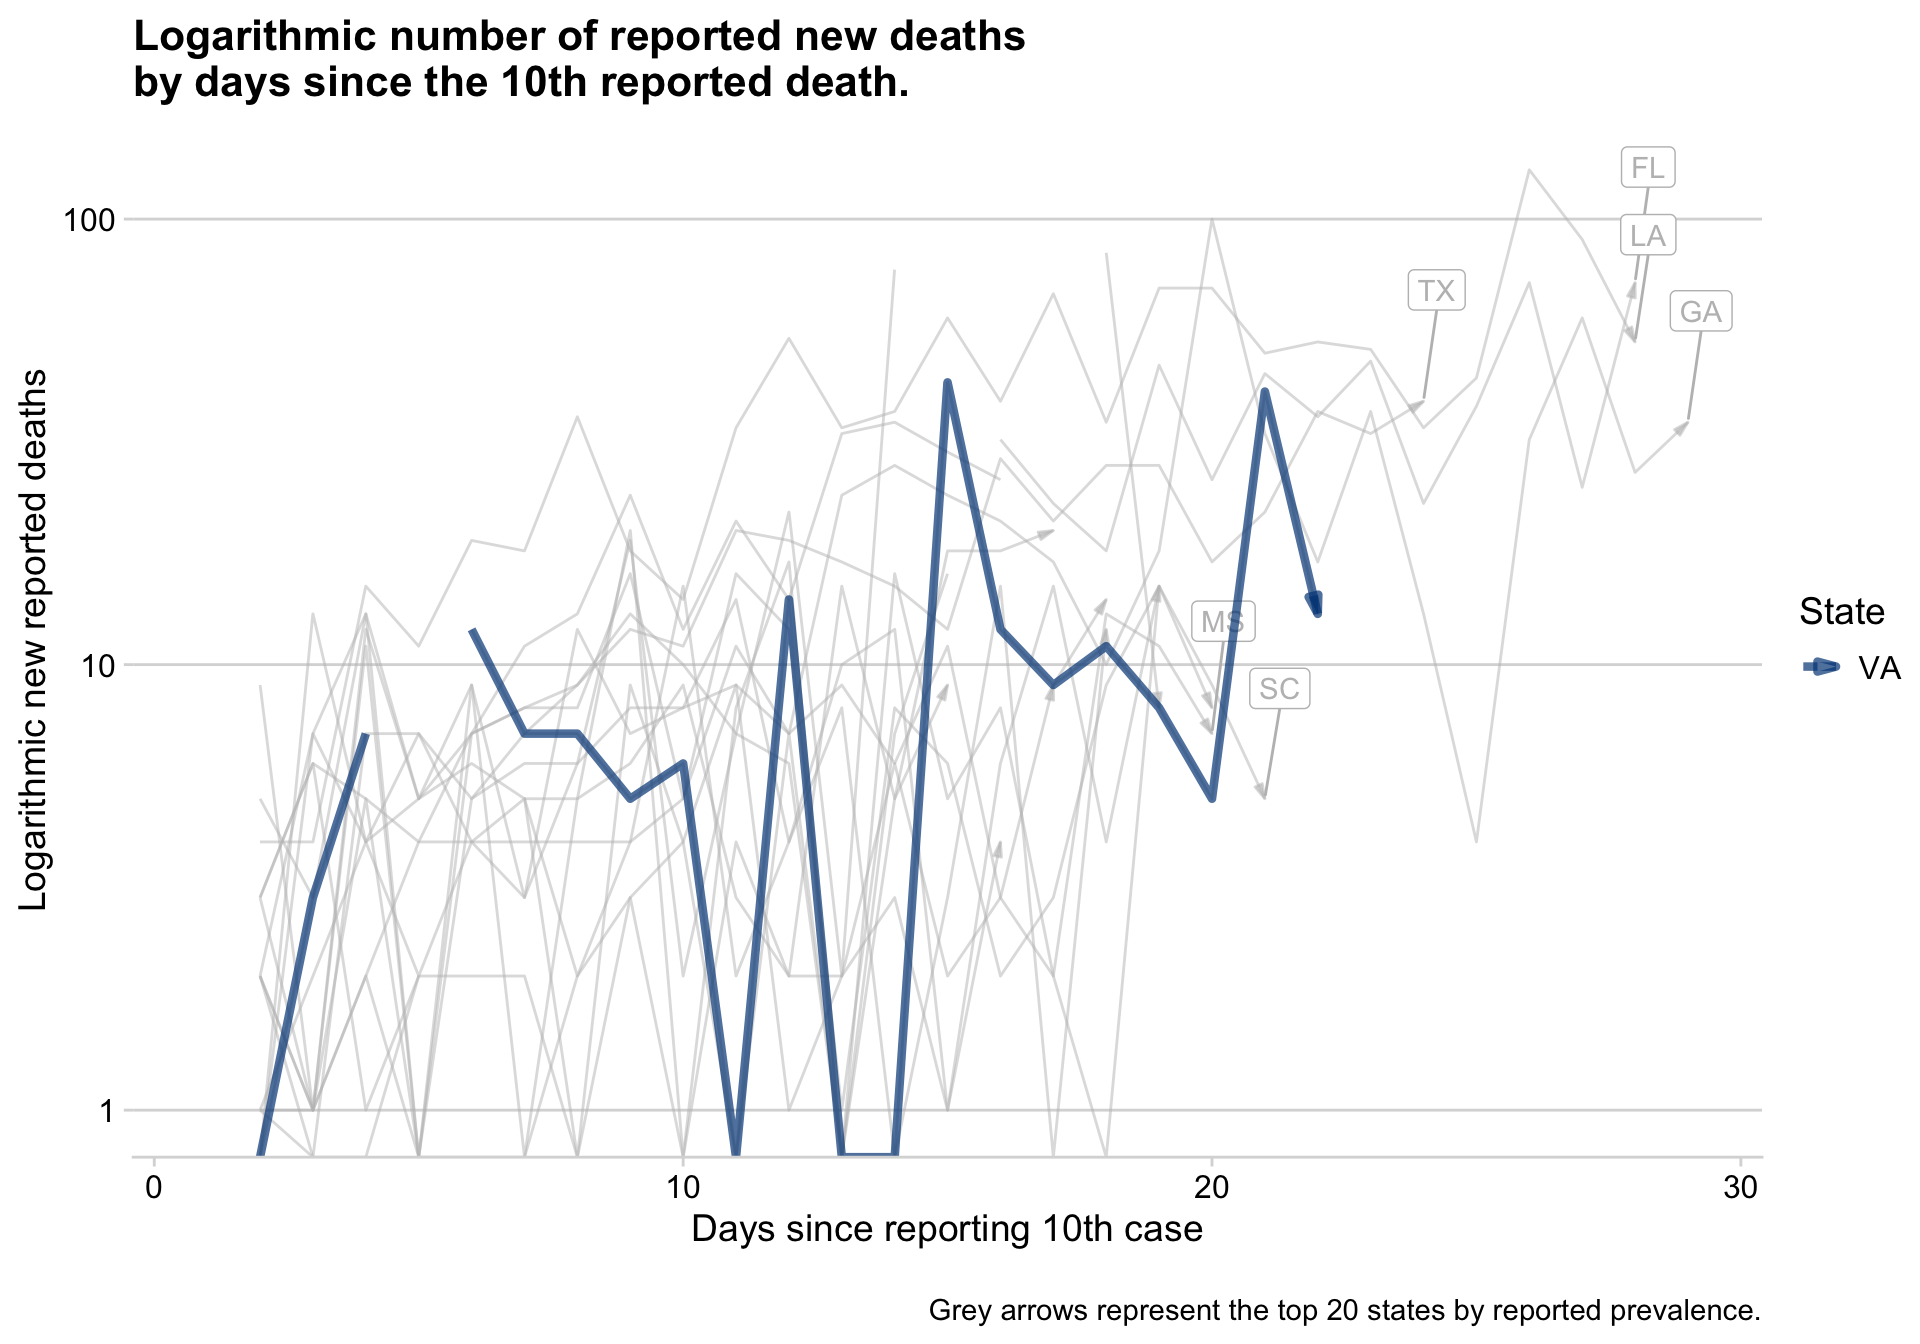 Logarithmic number of reported new deaths
by days since the 10th reported death.
FL
100
LA
TX
GA
Logarithmic new reported deaths
MS
State
10
VA
SC
1
0 10 20 30
Days since reporting 10th case
Grey arrows represent the top 20 states by reported prevalence.